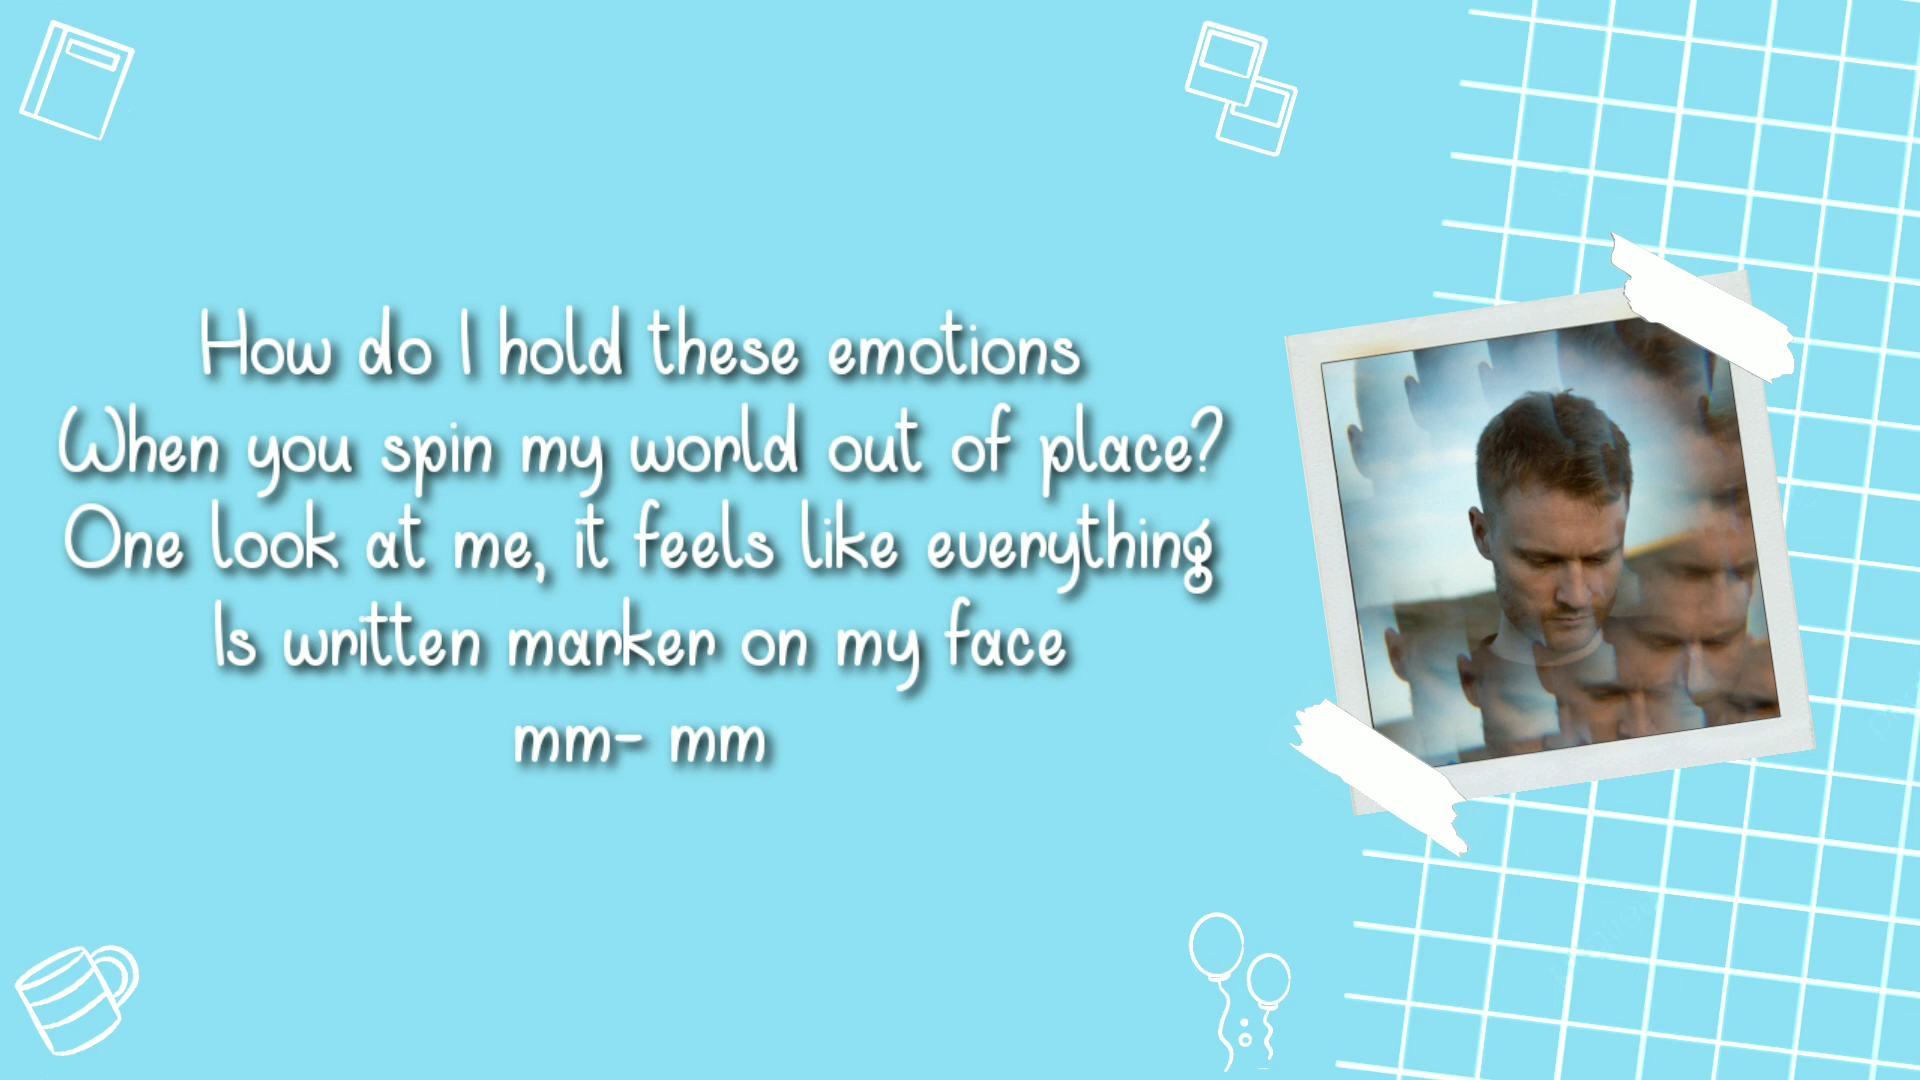 How do I hold these emotions
When you spin my world out of place?
One look at me, it feels like everything
Is written marker on my face
mm- mm